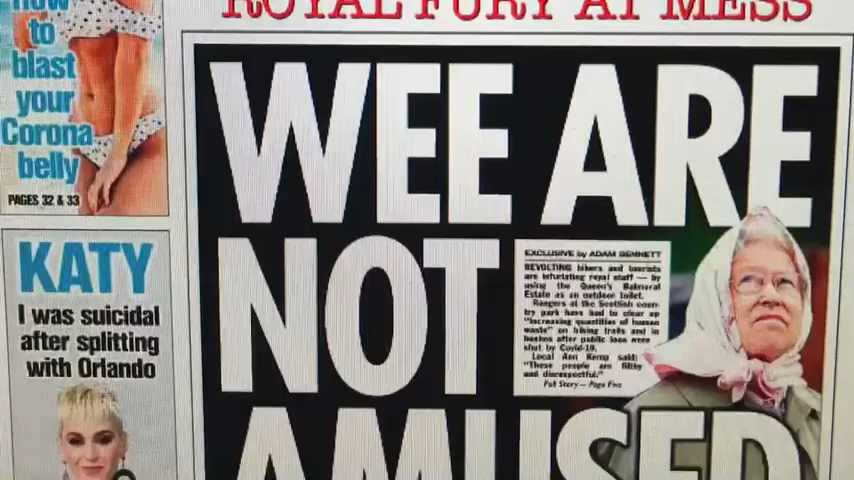 ROYAL FURY AT MESS
how
to
blast
your
Corona
belly
PAGES 32 & 33
KATY
I was suicidal
after splitting
with Orlando
WEE ARE
NOT
AMUSED
EXCLUSIVE by ADAM BENNETT
REVOLTING hikers and tourists
are infuriating royal staff — by
using the Queen's Balmoral
Estate as an outdoor toilet.
Rangers at the Scottish coun-
try park have had to clear up
"increasing quantities of human
waste" on hiking trails and in
bushes after public loos were
shut by Covid-19.
Local Ann Kemp said:
"These people are filthy
and disrespectful."
Full Story — Page Five